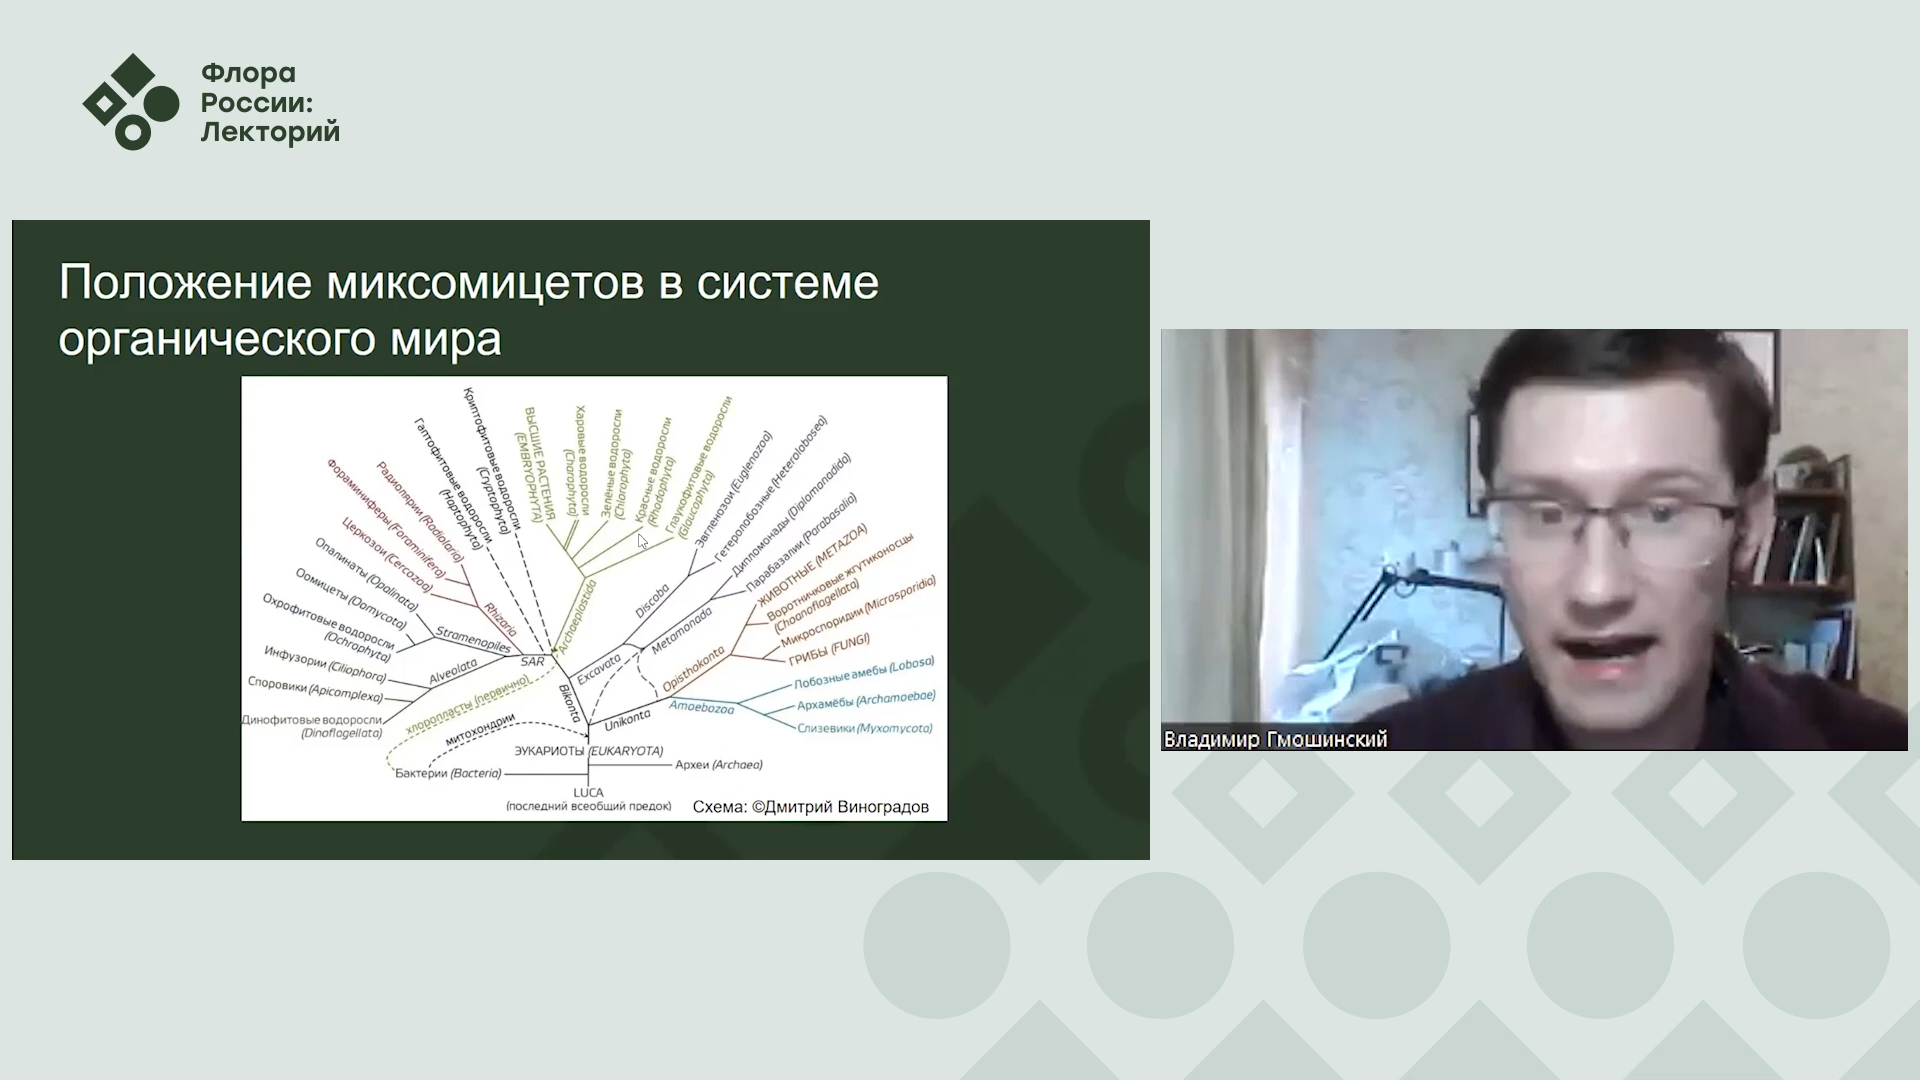 Флора
России:
Лекторий
Положение миксомицетов в системе
органического мира
Криптофитовые водоросли
(Cryptophyta)
Гаптофитовые водоросли
(Haptophyta)
ВЫСШИЕ РАСТЕНИЯ
(EMBRYOPHYTA)
Харовые водоросли
(Charophyta)
Зелёные водоросли
(Chlorophyta)
Красные водоросли
(Rhodophyta)
Глаукофитовые водоросли
(Glaucophyta)
Радиолярии (Radiolaria)
Фораминиферы (Foraminifera)
Церкозои (Cercozoa)
Опалинаты (Opalinata)
Оомицеты (Oomycota)
Охрофитовые водоросли
(Ochrophyta)
Инфузории (Ciliophora)
Споровики (Apicomplexa)
Динофитовые водоросли
(Dinoflagellata)
Rhizaria
Stramenopiles
Alveolata
SAR
Archaeplastida
Эвгленозои (Euglenozoa)
Гетеролобозные (Heterolobosea)
Дипломонады (Diplomonadida)
Парабазалии (Parabasalia)
Discoba
Metamonada
Excavata
Bikonta
ЖИВОТНЫЕ (METAZOA)
Воротничковые жгутиконосцы
(Choanoflagellata)
Микроспоридии (Microsporidia)
ГРИБЫ (FUNGI)
Opisthokonta
Лобозные амебы (Lobosa)
Архамёбы (Archamoebae)
Слизевики (Myxomycota)
Amoebozoa
Unikonta
хлоропласты (первично)
митохондрии
ЭУКАРИОТЫ (EUKARYOTA)
Бактерии (Bacteria)
Археи (Archaea)
LUCA
(последний всеобщий предок)
Схема: ©Дмитрий Виноградов
Владимир Гмошинский